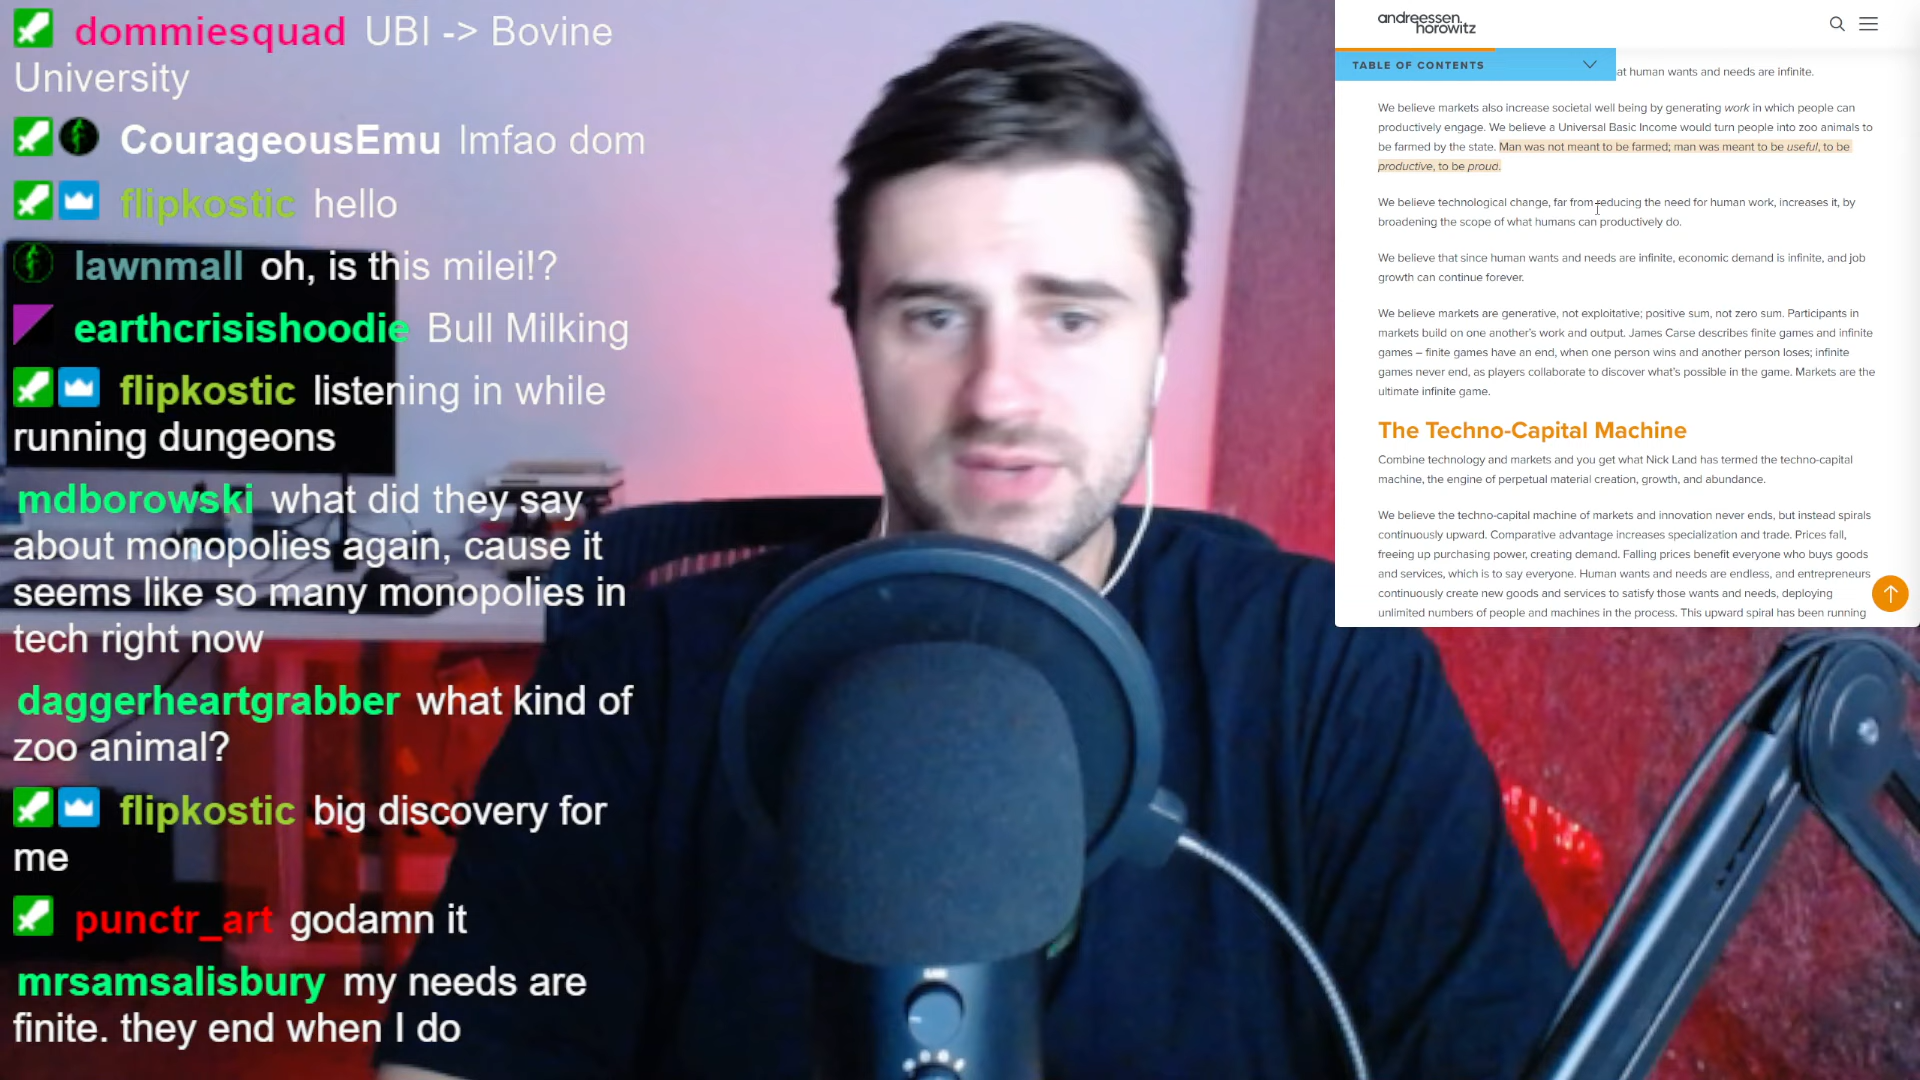 dommiesquad UBI -> Bovine
University
CourageousEmu lmfao dom
flipkostic hello
lawnmall oh, is this milei!?
earthcrisishoodie Bull Milking
flipkostic listening in while
running dungeons
mdborowski what did they say
about monopolies again, cause it
seems like so many monopolies in
tech right now
daggerheartgrabber what kind of
zoo animal?
flipkostic big discovery for
me
punctr_art godamn it
mrsamsalisbury my needs are
finite. they end when I do
andreessen.
horowitz
TABLE OF CONTENTS
at human wants and needs are infinite.
We believe markets also increase societal well being by generating work in which people can
productively engage. We believe a Universal Basic Income would turn people into zoo animals to
be farmed by the state. Man was not meant to be farmed; man was meant to be useful, to be
productive, to be proud.
We believe technological change, far from reducing the need for human work, increases it, by
broadening the scope of what humans can productively do.
We believe that since human wants and needs are infinite, economic demand is infinite, and job
growth can continue forever.
We believe markets are generative, not exploitative; positive sum, not zero sum. Participants in
markets build on one another’s work and output. James Carse describes finite games and infinite
games – finite games have an end, when one person wins and another person loses; infinite
games never end, as players collaborate to discover what’s possible in the game. Markets are the
ultimate infinite game.
The Techno-Capital Machine
Combine technology and markets and you get what Nick Land has termed the techno-capital
machine, the engine of perpetual material creation, growth, and abundance.
We believe the techno-capital machine of markets and innovation never ends, but instead spirals
continuously upward. Comparative advantage increases specialization and trade. Prices fall,
freeing up purchasing power, creating demand. Falling prices benefit everyone who buys goods
and services, which is to say everyone. Human wants and needs are endless, and entrepreneurs
continuously create new goods and services to satisfy those wants and needs, deploying
unlimited numbers of people and machines in the process. This upward spiral has been running